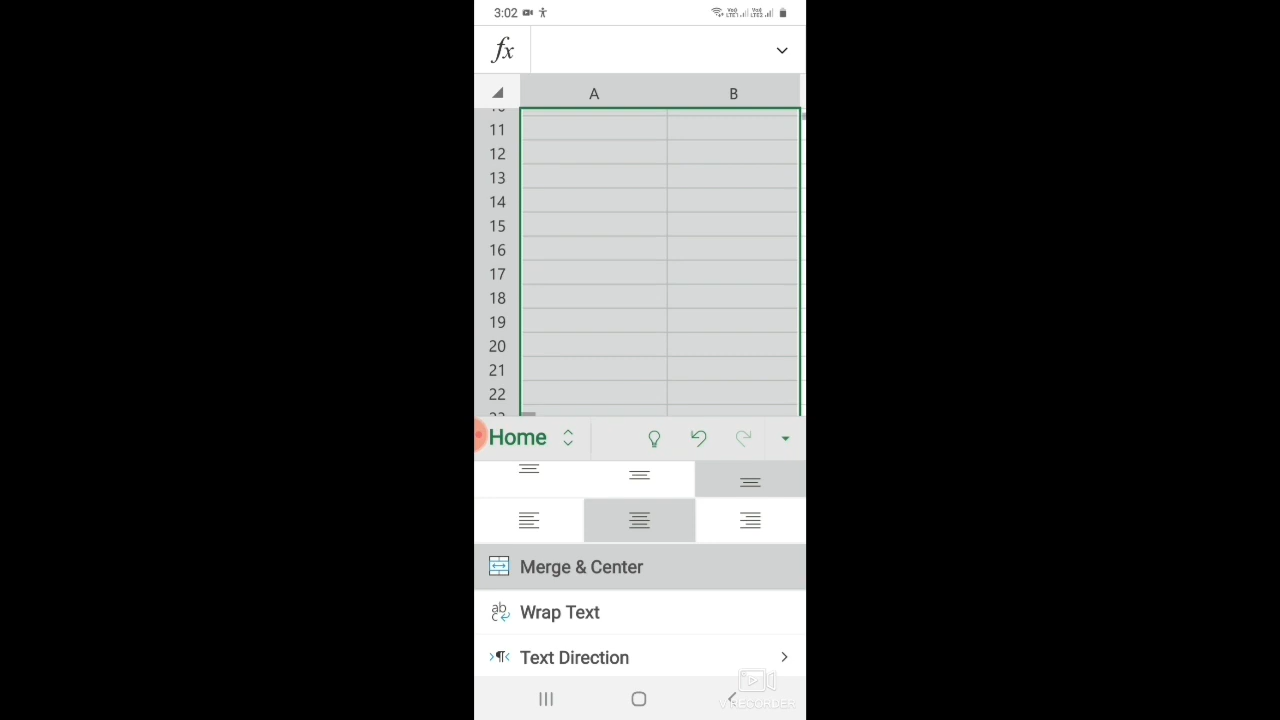 3:02
fx
A B
11
12
13
14
15
16
17
18
19
20
21
22
Home
Merge & Center
ab
c
Wrap Text
Text Direction